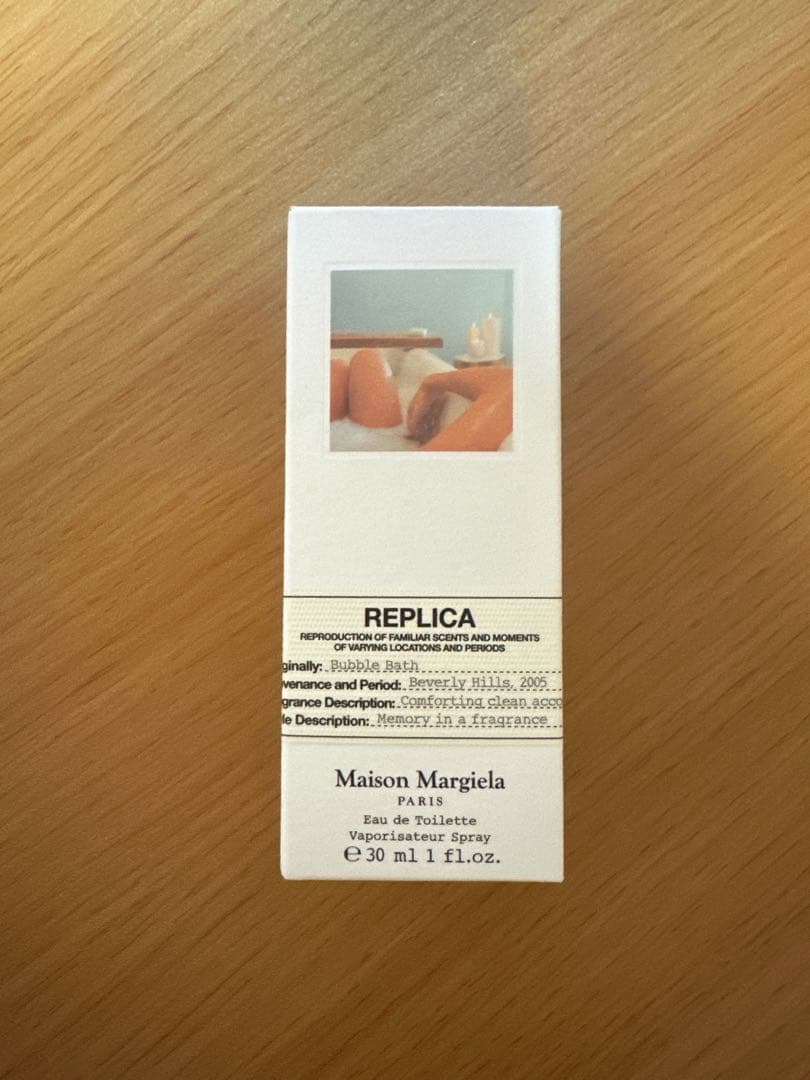 REPLICA
REPRODUCTION OF FAMILIAR SCENTS AND MOMENTS
OF VARYING LOCATIONS AND PERIODS
ginally: Bubble Bath
venance and Period: Beverly Hills, 2005
grance Description: Comforting clean acco
le Description: Memory in a fragrance
Maison Margiela
PARIS
Eau de Toilette
Vaporisateur Spray
℮ 30 ml 1 fl.oz.